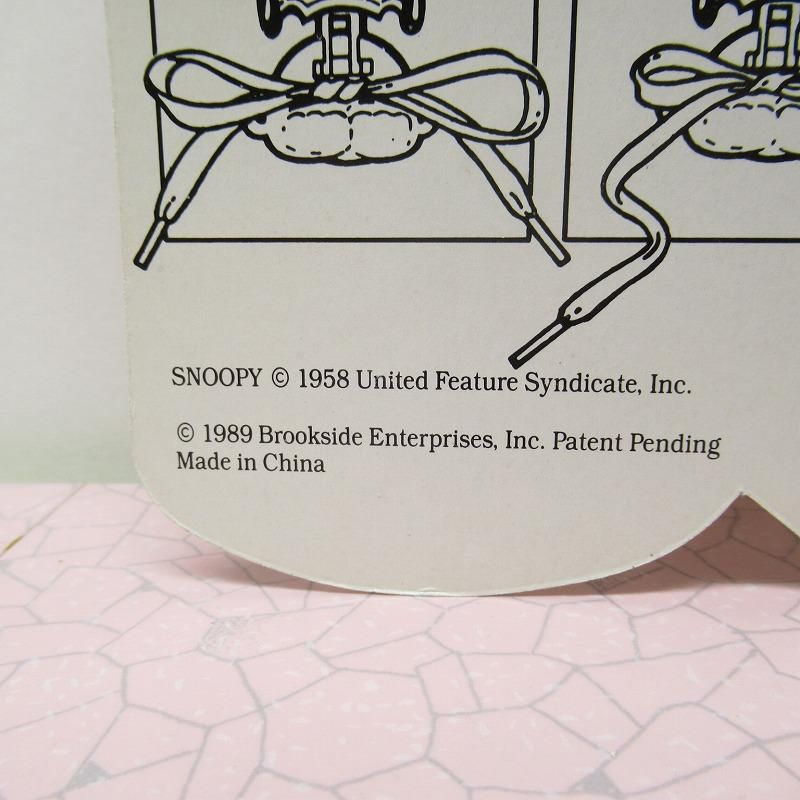 SNOOPY © 1958 United Feature Syndicate, Inc.
© 1989 Brookside Enterprises, Inc. Patent Pending
Made in China